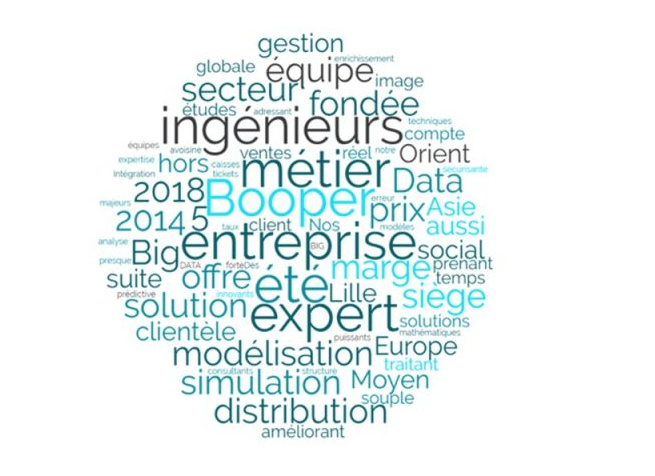 gestion
enrichissement
globale équipe image
secteur fondée
études adressant
ingénieurs techniques
compte
équipes avoisine ventes réel notre Orient
expertise hors caisses métier sécurisante
Intégration tickets Data
2018 Booper erreur prix Asie
majeurs
2014 5 taux client Nos modèles aussi
analyse Big entreprise BIG social
presque DATA forteDes marge prenant
suite offre été Lille temps
prédictive innovants siège
solution expert solutions
clientèle mathématiques
puissants
modélisation Europe
consultants structure traitant
simulation Moyen
souple
distribution
améliorant